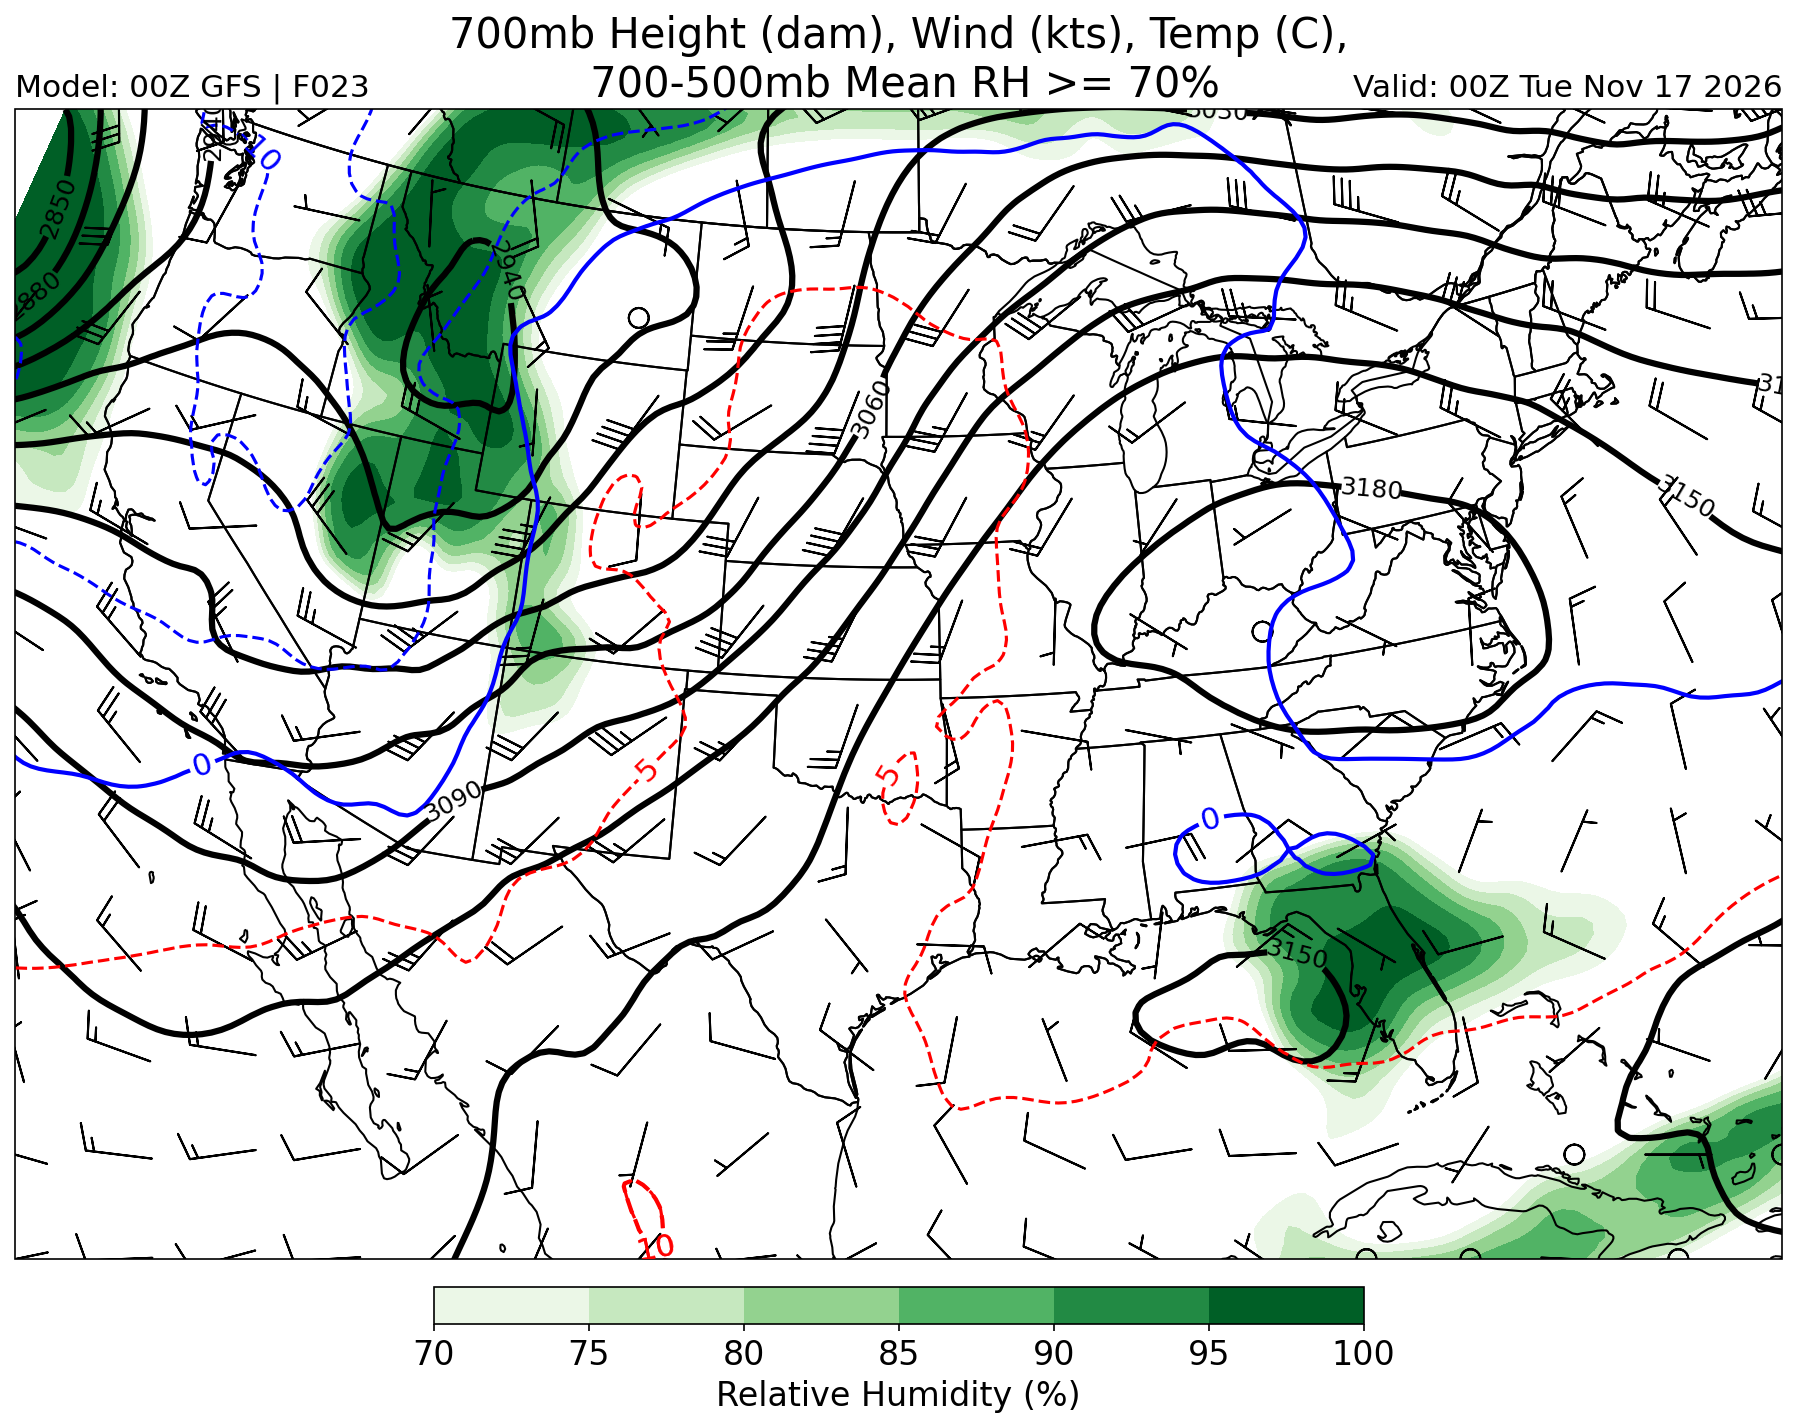 700mb Height (dam), Wind (kts), Temp (C),
700-500mb Mean RH >= 70%
Model: 00Z GFS | F023
Valid: 00Z Tue Nov 17 2026
3030
10
2850
2940
2880
3060
3180
3150
0
3090
5
5
0
3150
10
70 75 80 85 90 95 100
Relative Humidity (%)